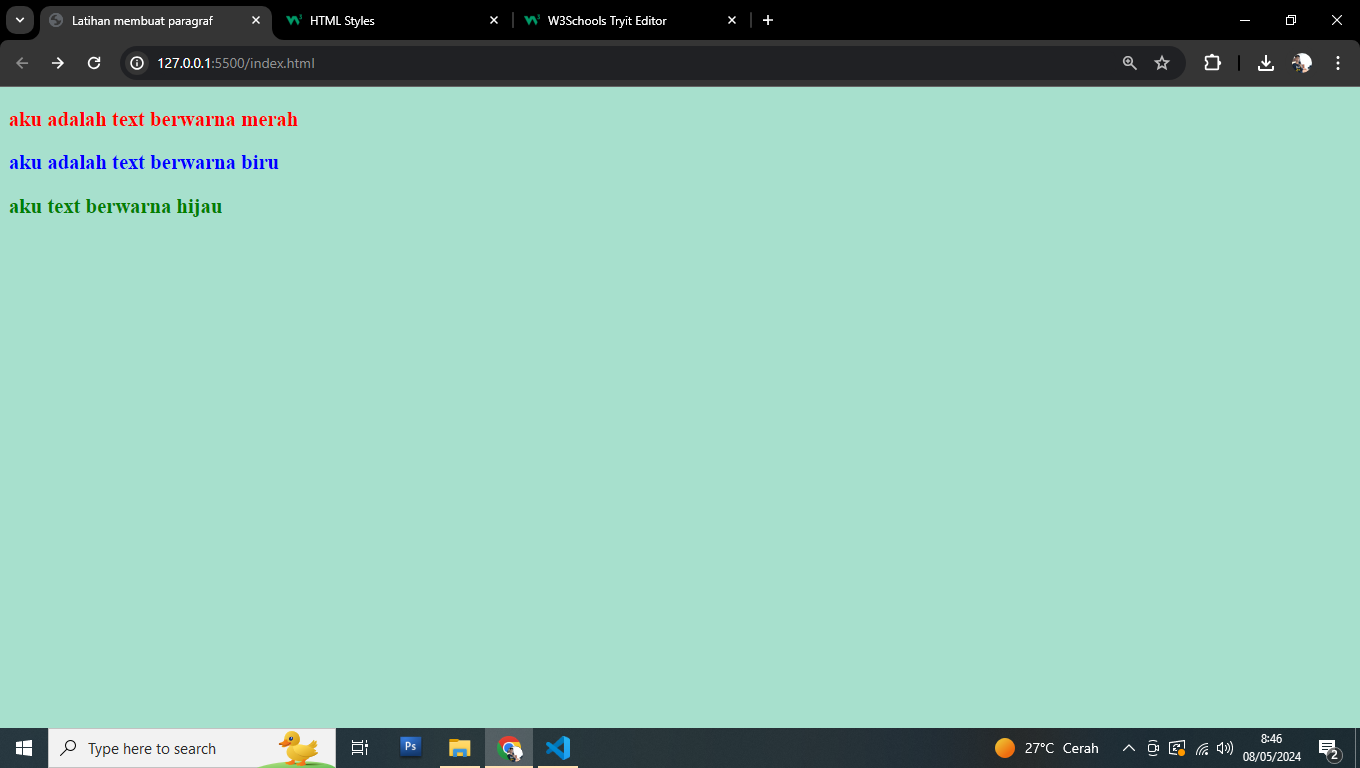 Latihan membuat paragraf
HTML Styles
W3Schools Tryit Editor
127.0.0.1:5500/index.html
aku adalah text berwarna merah
aku adalah text berwarna biru
aku text berwarna hijau
Type here to search
Ps
27°C Cerah
8:46
08/05/2024
2